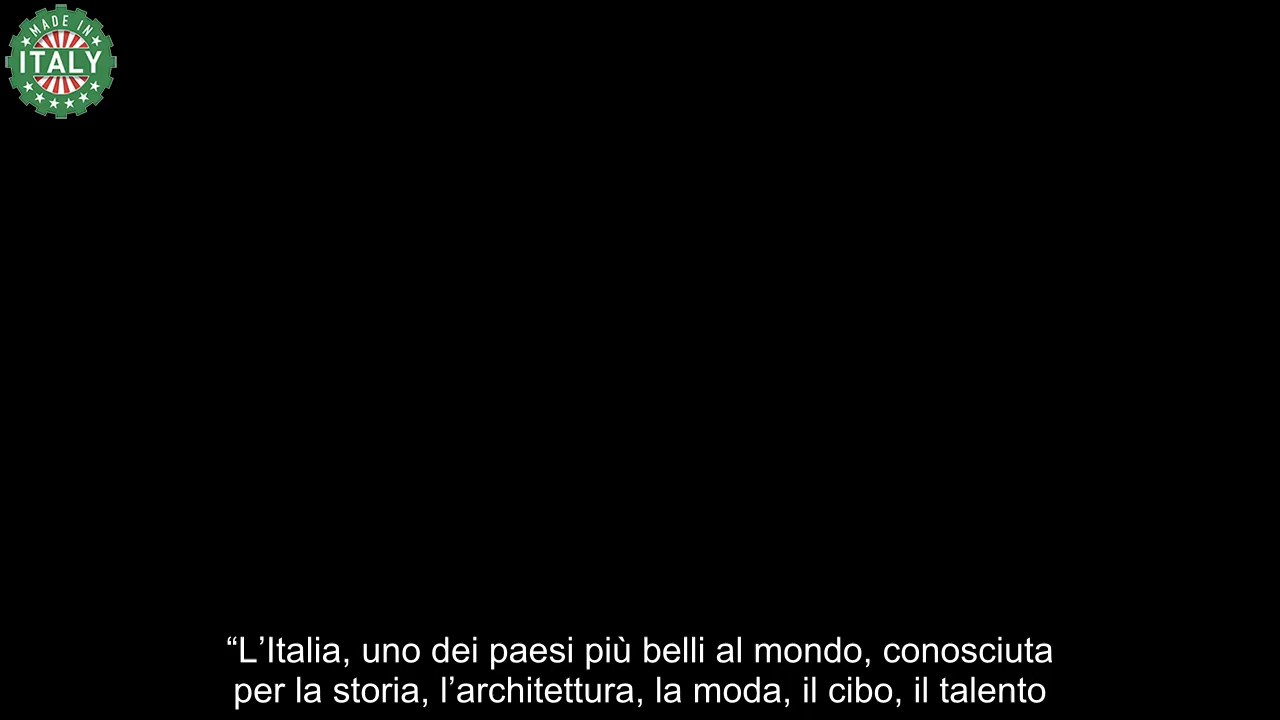 MADE IN
ITALY
“L’Italia, uno dei paesi più belli al mondo, conosciuta
per la storia, l’architettura, la moda, il cibo, il talento